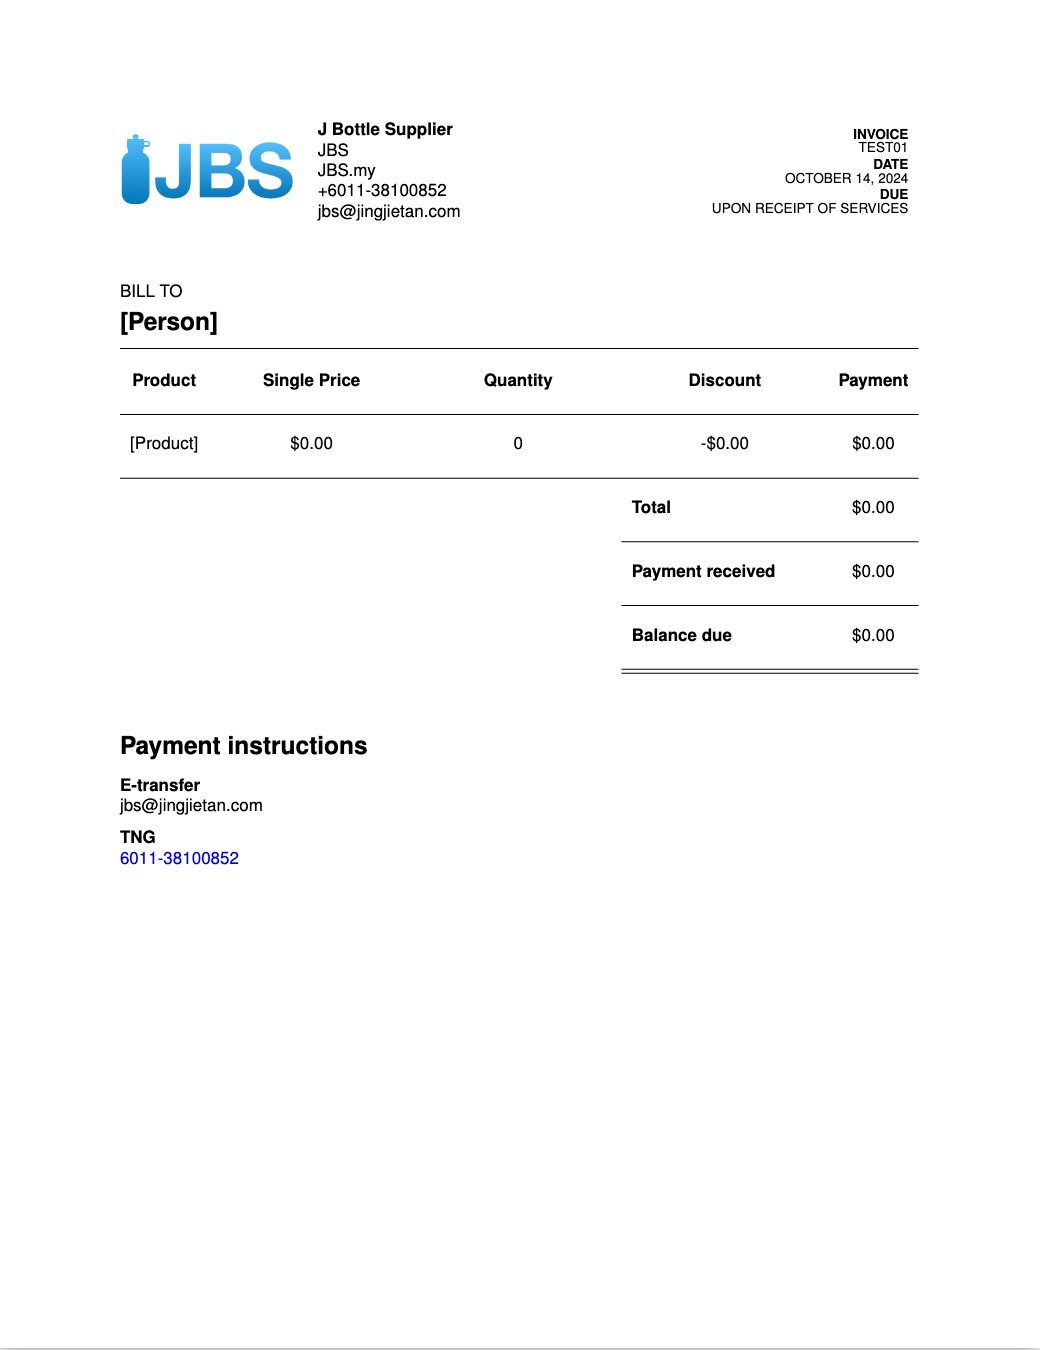 JBS
J Bottle Supplier
JBS
JBS.my
+6011-38100852
jbs@jingjietan.com
INVOICE
TEST01
DATE
OCTOBER 14, 2024
DUE
UPON RECEIPT OF SERVICES
BILL TO
[Person]
Product Single Price Quantity Discount Payment
[Product] $0.00 0 -$0.00 $0.00
Total $0.00
Payment received $0.00
Balance due $0.00
Payment instructions
E-transfer
jbs@jingjietan.com
TNG
6011-38100852